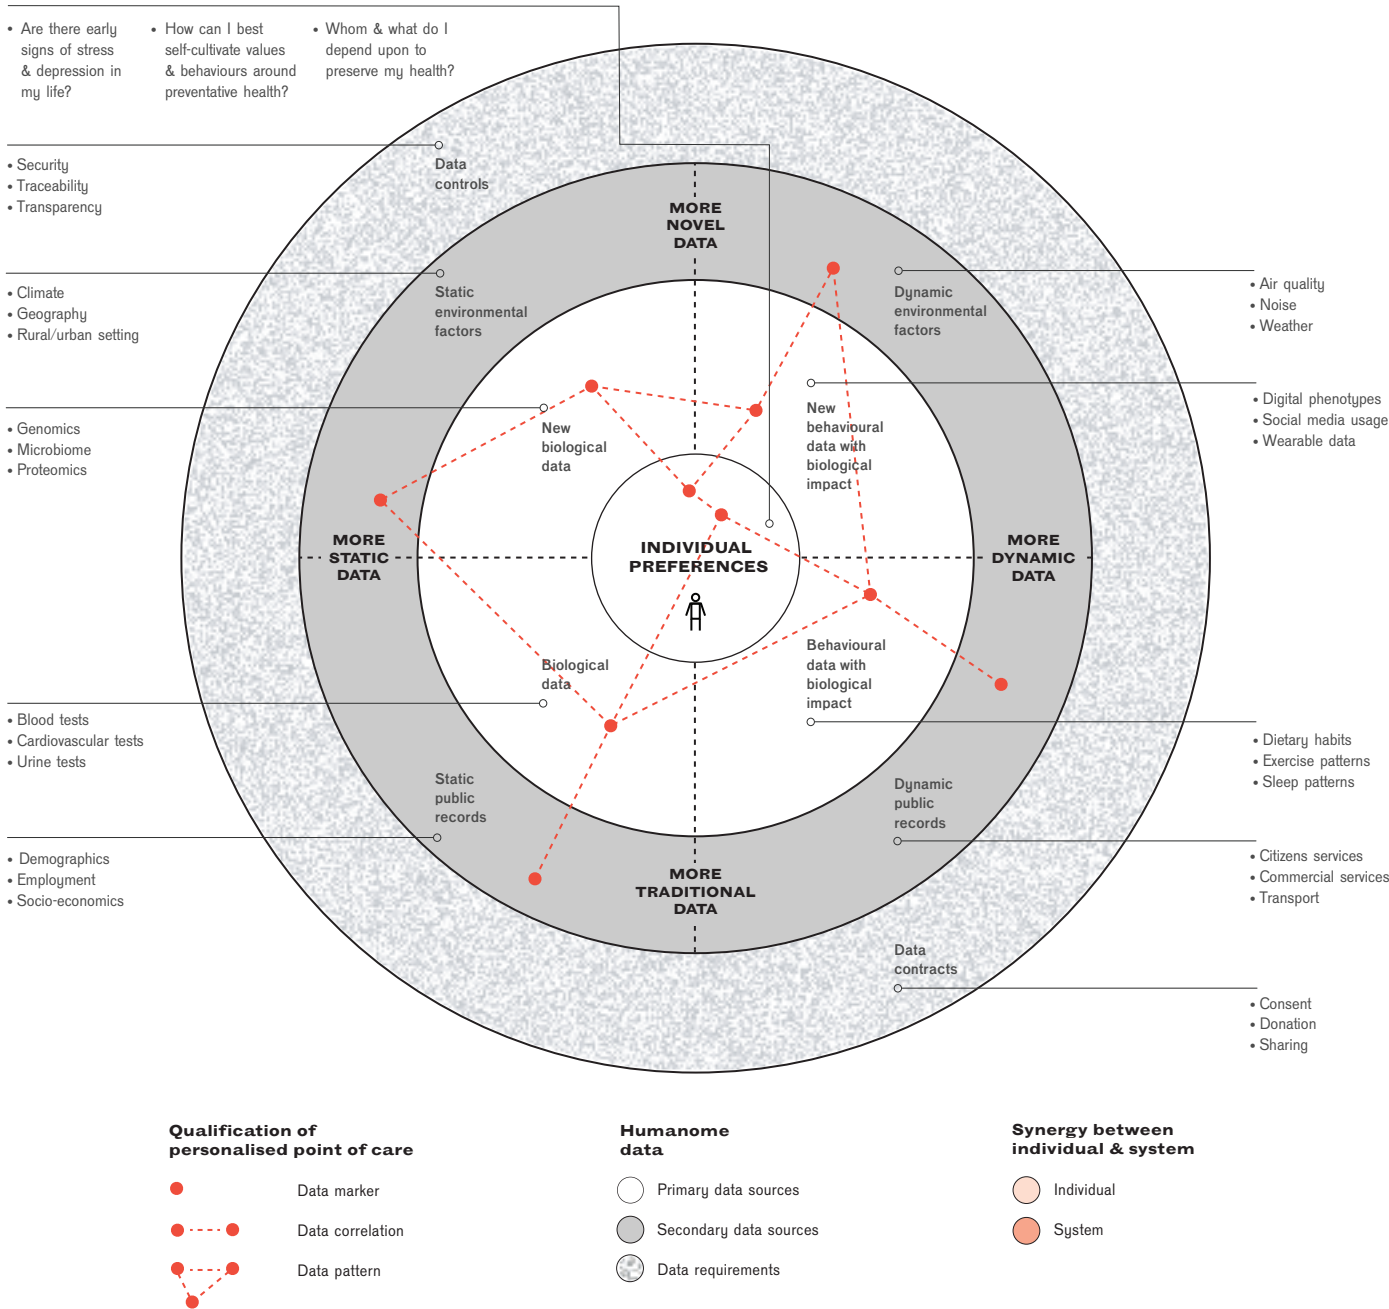 • Are there early
signs of stress
& depression in
my life?
• How can I best
self-cultivate values
& behaviours around
preventative health?
• Whom & what do I
depend upon to
preserve my health?
• Security
• Traceability
• Transparency
Data
controls
• Climate
• Geography
• Rural/urban setting
Static
environmental
factors
MORE
NOVEL
DATA
Dynamic
environmental
factors
• Air quality
• Noise
• Weather
• Genomics
• Microbiome
• Proteomics
New
biological
data
New
behavioural
data with
biological
impact
• Digital phenotypes
• Social media usage
• Wearable data
MORE
STATIC
DATA
INDIVIDUAL
PREFERENCES
MORE
DYNAMIC
DATA
Biological
data
Behavioural
data with
biological
impact
• Blood tests
• Cardiovascular tests
• Urine tests
• Dietary habits
• Exercise patterns
• Sleep patterns
Static
public
records
Dynamic
public
records
• Demographics
• Employment
• Socio-economics
MORE
TRADITIONAL
DATA
• Citizens services
• Commercial services
• Transport
Data
contracts
• Consent
• Donation
• Sharing
Qualification of
personalised point of care
Data marker
Data correlation
Data pattern
Humanome
data
Primary data sources
Secondary data sources
Data requirements
Synergy between
individual & system
Individual
System